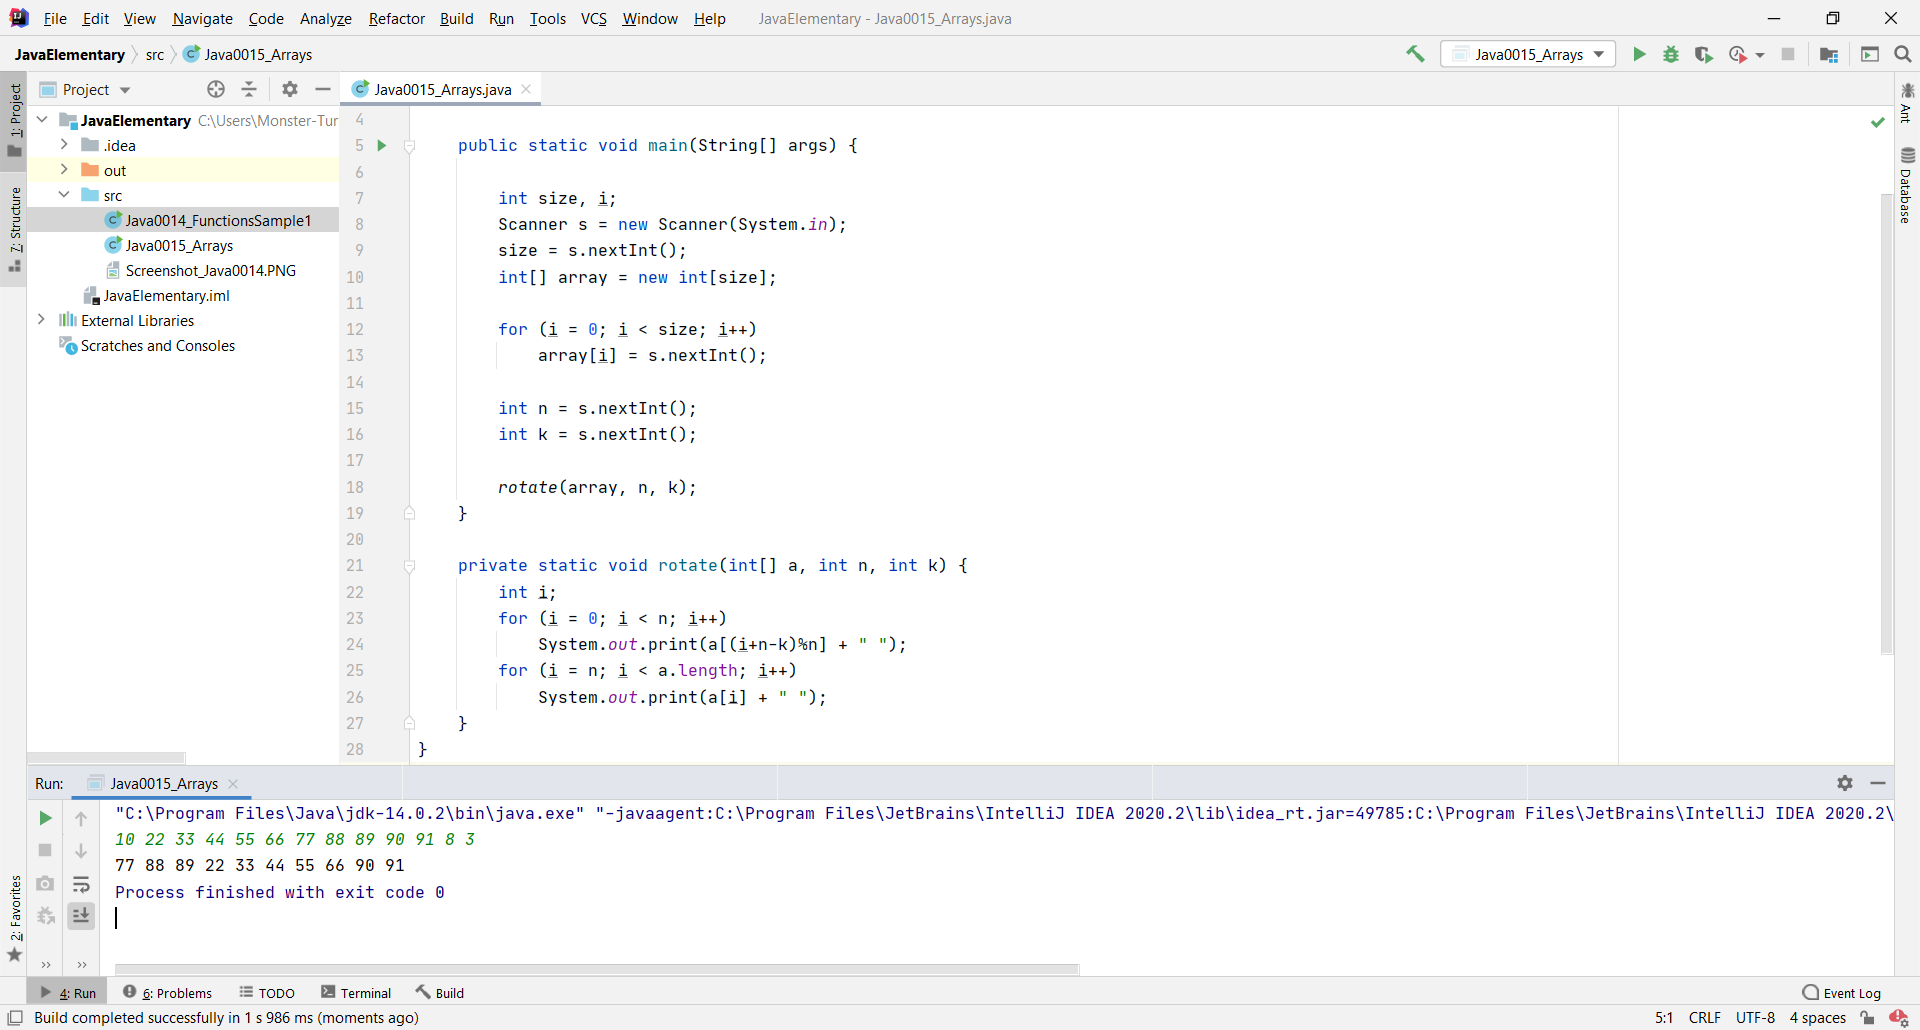 File Edit View Navigate Code Analyze Refactor Build Run Tools VCS Window Help JavaElementary - Java0015_Arrays.java
JavaElementary src Java0015_Arrays
Java0015_Arrays
1: Project
7: Structure
2: Favorites
Ant
Database
Project
JavaElementary C:\Users\Monster-Tur
.idea
out
src
Java0014_FunctionsSample1
Java0015_Arrays
Screenshot_Java0014.PNG
JavaElementary.iml
External Libraries
Scratches and Consoles
Java0015_Arrays.java
4
5 public static void main(String[] args) {
6
7 int size, i;
8 Scanner s = new Scanner(System.in);
9 size = s.nextInt();
10 int[] array = new int[size];
11
12 for (i = 0; i < size; i++)
13 array[i] = s.nextInt();
14
15 int n = s.nextInt();
16 int k = s.nextInt();
17
18 rotate(array, n, k);
19 }
20
21 private static void rotate(int[] a, int n, int k) {
22 int i;
23 for (i = 0; i < n; i++)
24 System.out.print(a[(i+n-k)%n] + " ");
25 for (i = n; i < a.length; i++)
26 System.out.print(a[i] + " ");
27 }
28 }
Run: Java0015_Arrays
"C:\Program Files\Java\jdk-14.0.2\bin\java.exe" "-javaagent:C:\Program Files\JetBrains\IntelliJ IDEA 2020.2\lib\idea_rt.jar=49785:C:\Program Files\JetBrains\IntelliJ IDEA 2020.2\
10 22 33 44 55 66 77 88 89 90 91 8 3
77 88 89 22 33 44 55 66 90 91
Process finished with exit code 0
4: Run 6: Problems TODO Terminal Build Event Log
Build completed successfully in 1 s 986 ms (moments ago) 5:1 CRLF UTF-8 4 spaces